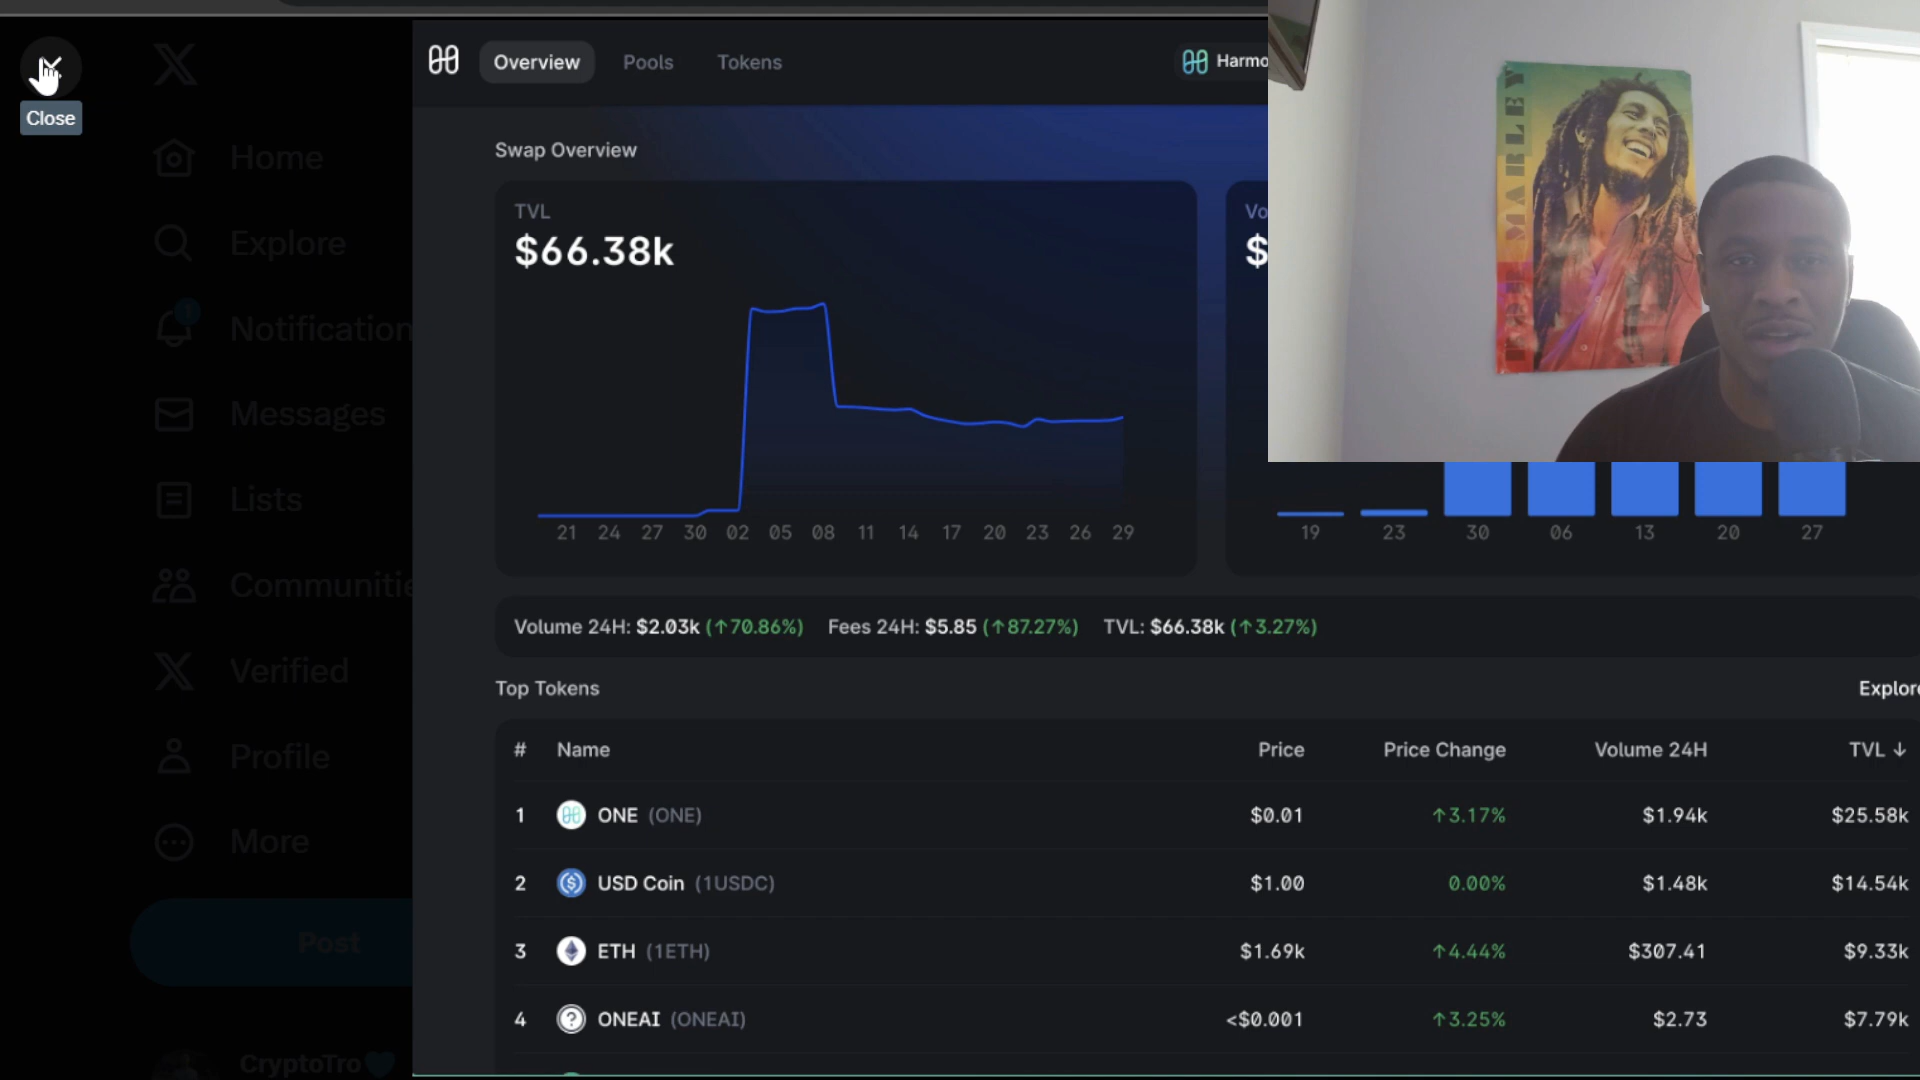 Close
Home
Explore
Notification
Messages
Lists
Communitie
Verified
Profile
More
Post
CryptoTro
Overview Pools Tokens
Harmo
Swap Overview
TVL
$66.38k
21 24 27 30 02 05 08 11 14 17 20 23 26 29
Vo
$
19 23 30 06 13 20 27
BOB MARLEY
Volume 24H: $2.03k (↑70.86%) Fees 24H: $5.85 (↑87.27%) TVL: $66.38k (↑3.27%)
Top Tokens
Explore
# Name Price Price Change Volume 24H TVL ↓
1 ONE (ONE) $0.01 ↑3.17% $1.94k $25.58k
2 USD Coin (1USDC) $1.00 0.00% $1.48k $14.54k
3 ETH (1ETH) $1.69k ↑4.44% $307.41 $9.33k
4 ONEAI (ONEAI) <$0.001 ↑3.25% $2.73 $7.79k